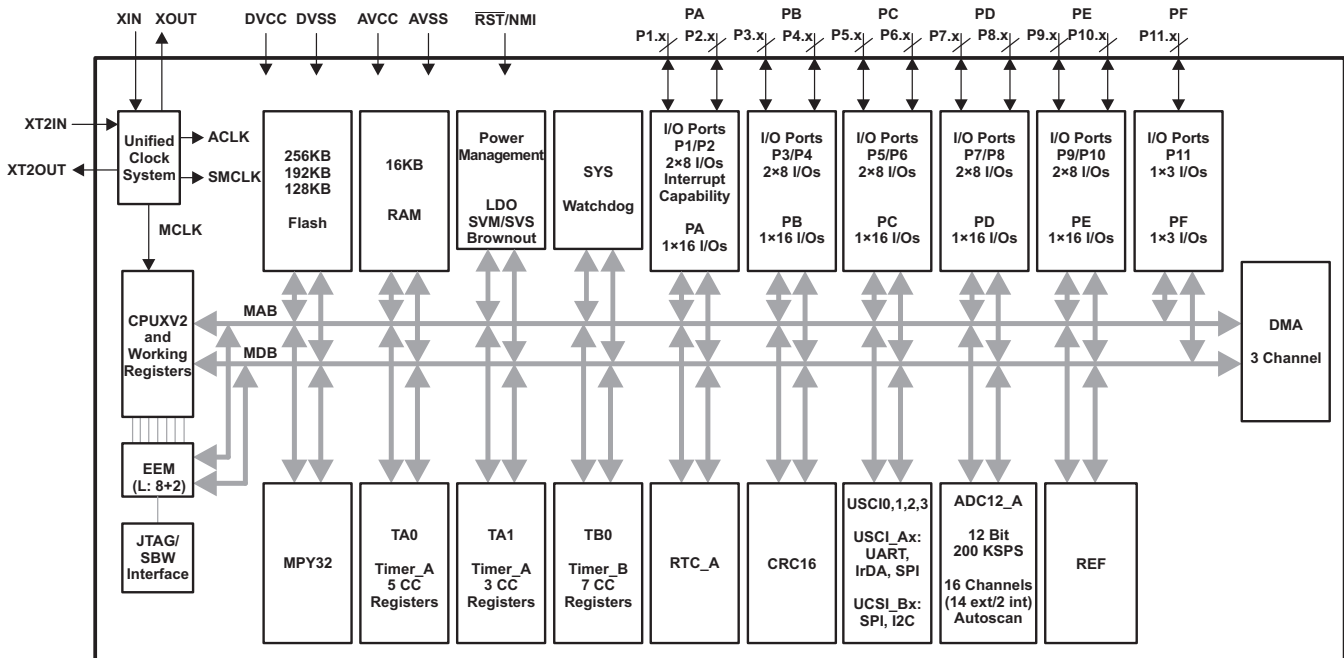 XIN XOUT DVCC DVSS AVCC AVSS RST/NMI PA PB PC PD PE PF
P1.x P2.x P3.x P4.x P5.x P6.x P7.x P8.x P9.x P10.x P11.x
XT2IN
XT2OUT
Unified
Clock
System
ACLK
SMCLK
MCLK
256KB
192KB
128KB
Flash
16KB
RAM
Power
Management
LDO
SVM/SVS
Brownout
SYS
Watchdog
I/O Ports
P1/P2
2×8 I/Os
Interrupt
Capability
PA
1×16 I/Os
I/O Ports
P3/P4
2×8 I/Os
PB
1×16 I/Os
I/O Ports
P5/P6
2×8 I/Os
PC
1×16 I/Os
I/O Ports
P7/P8
2×8 I/Os
PD
1×16 I/Os
I/O Ports
P9/P10
2×8 I/Os
PE
1×16 I/Os
I/O Ports
P11
1×3 I/Os
PF
1×3 I/Os
CPUXV2
and
Working
Registers
MAB
MDB
DMA
3 Channel
EEM
(L: 8+2)
JTAG/
SBW
Interface
MPY32
TA0
Timer_A
5 CC
Registers
TA1
Timer_A
3 CC
Registers
TB0
Timer_B
7 CC
Registers
RTC_A
CRC16
USCI0,1,2,3
USCI_Ax:
UART,
IrDA, SPI
UCSI_Bx:
SPI, I2C
ADC12_A
12 Bit
200 KSPS
16 Channels
(14 ext/2 int)
Autoscan
REF